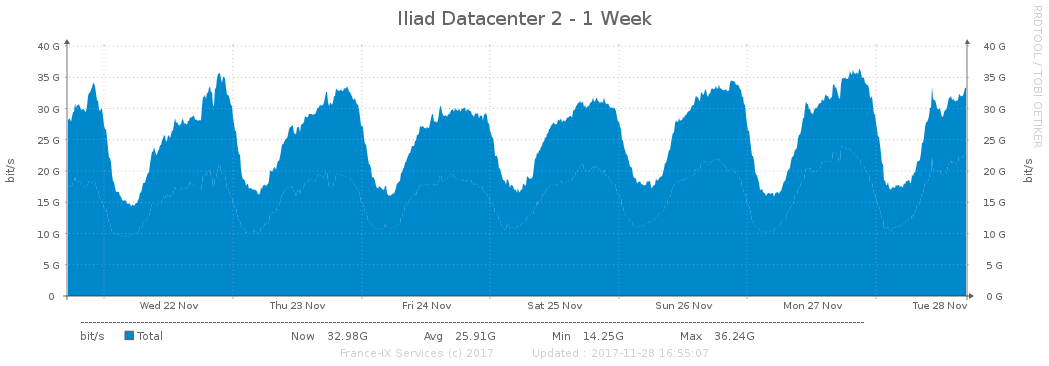 Iliad Datacenter 2 - 1 Week
RRDTOOL / TOBI OETIKER
40 G 40 G
35 G 35 G
30 G 30 G
25 G 25 G
20 G 20 G
15 G 15 G
10 G 10 G
5 G 5 G
0 0 G
bit/s bit/s
Wed 22 Nov Thu 23 Nov Fri 24 Nov Sat 25 Nov Sun 26 Nov Mon 27 Nov Tue 28 Nov
bit/s Total Now 32.98G Avg 25.91G Min 14.25G Max 36.24G
France-IX Services (c) 2017 Updated : 2017-11-28 16:55:07